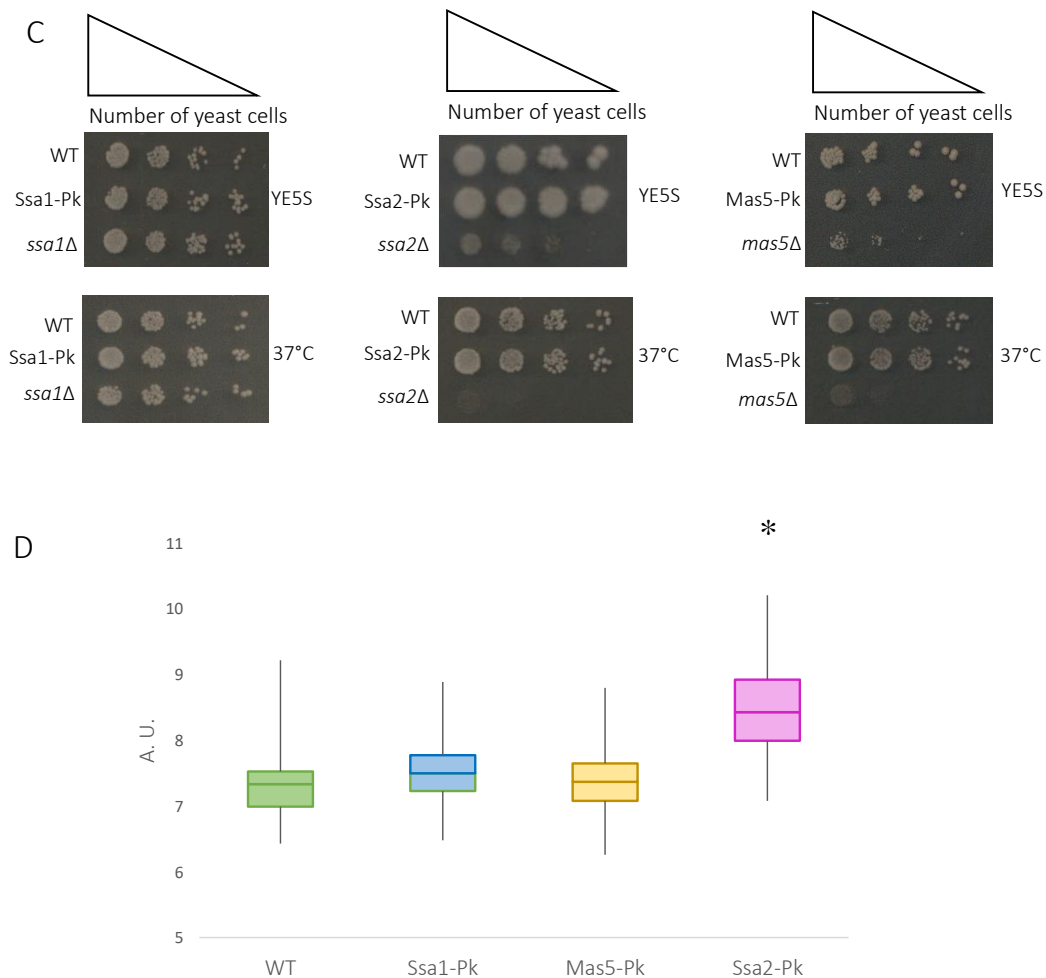 C
Number of yeast cells
WT
Ssa1-Pk
ssa1Δ
YE5S
WT
Ssa1-Pk
ssa1Δ
37°C
Number of yeast cells
WT
Ssa2-Pk
ssa2Δ
YE5S
WT
Ssa2-Pk
ssa2Δ
37°C
Number of yeast cells
WT
Mas5-Pk
mas5Δ
YE5S
WT
Mas5-Pk
mas5Δ
37°C
D
*
A. U.
11
10
9
8
7
6
5
WT Ssa1-Pk Mas5-Pk Ssa2-Pk